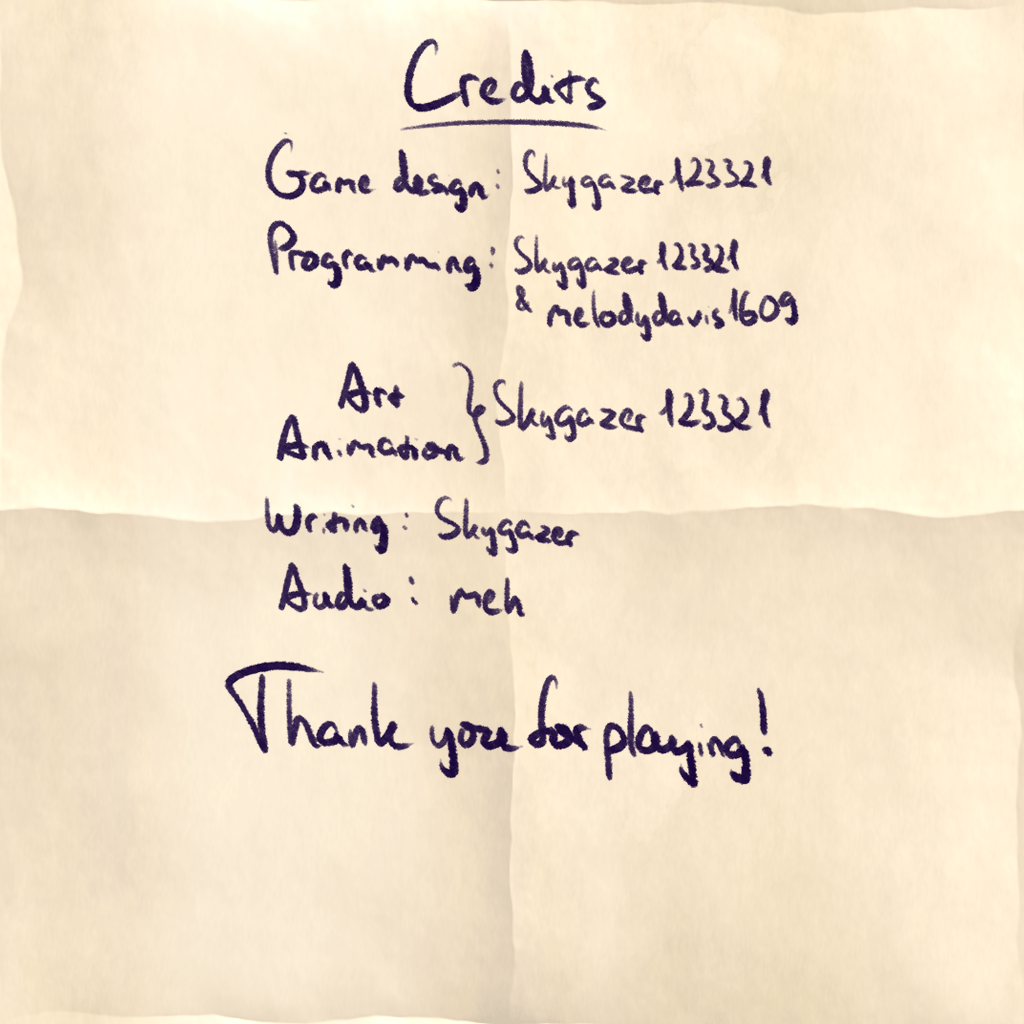 Credits
Game design: Skygazer123321
Programming: Skygazer123321
& melodydavis1609
Art
Animation } Skygazer123321
Writing: Skygazer
Audio: meh
Thank you for playing!